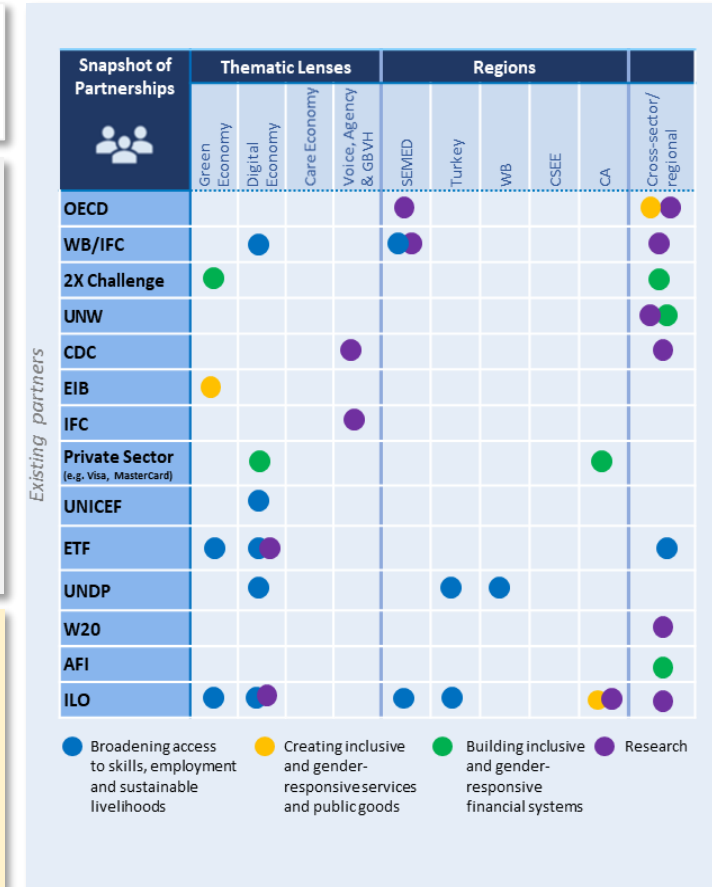 Snapshot of
Partnerships
Thematic Lenses
Regions
Green
Economy
Digital
Economy
Care Economy
Voice, Agency
& GBVH
SEMED
Turkey
WB
CSEE
CA
Cross-sector/
regional
Existing partners
OECD
WB/IFC
2X Challenge
UNW
CDC
EIB
IFC
Private Sector
(e.g. Visa, MasterCard)
UNICEF
ETF
UNDP
W20
AFI
ILO
Broadening access
to skills, employment
and sustainable
livelihoods
Creating inclusive
and gender-
responsive services
and public goods
Building inclusive
and gender-
responsive
financial systems
Research